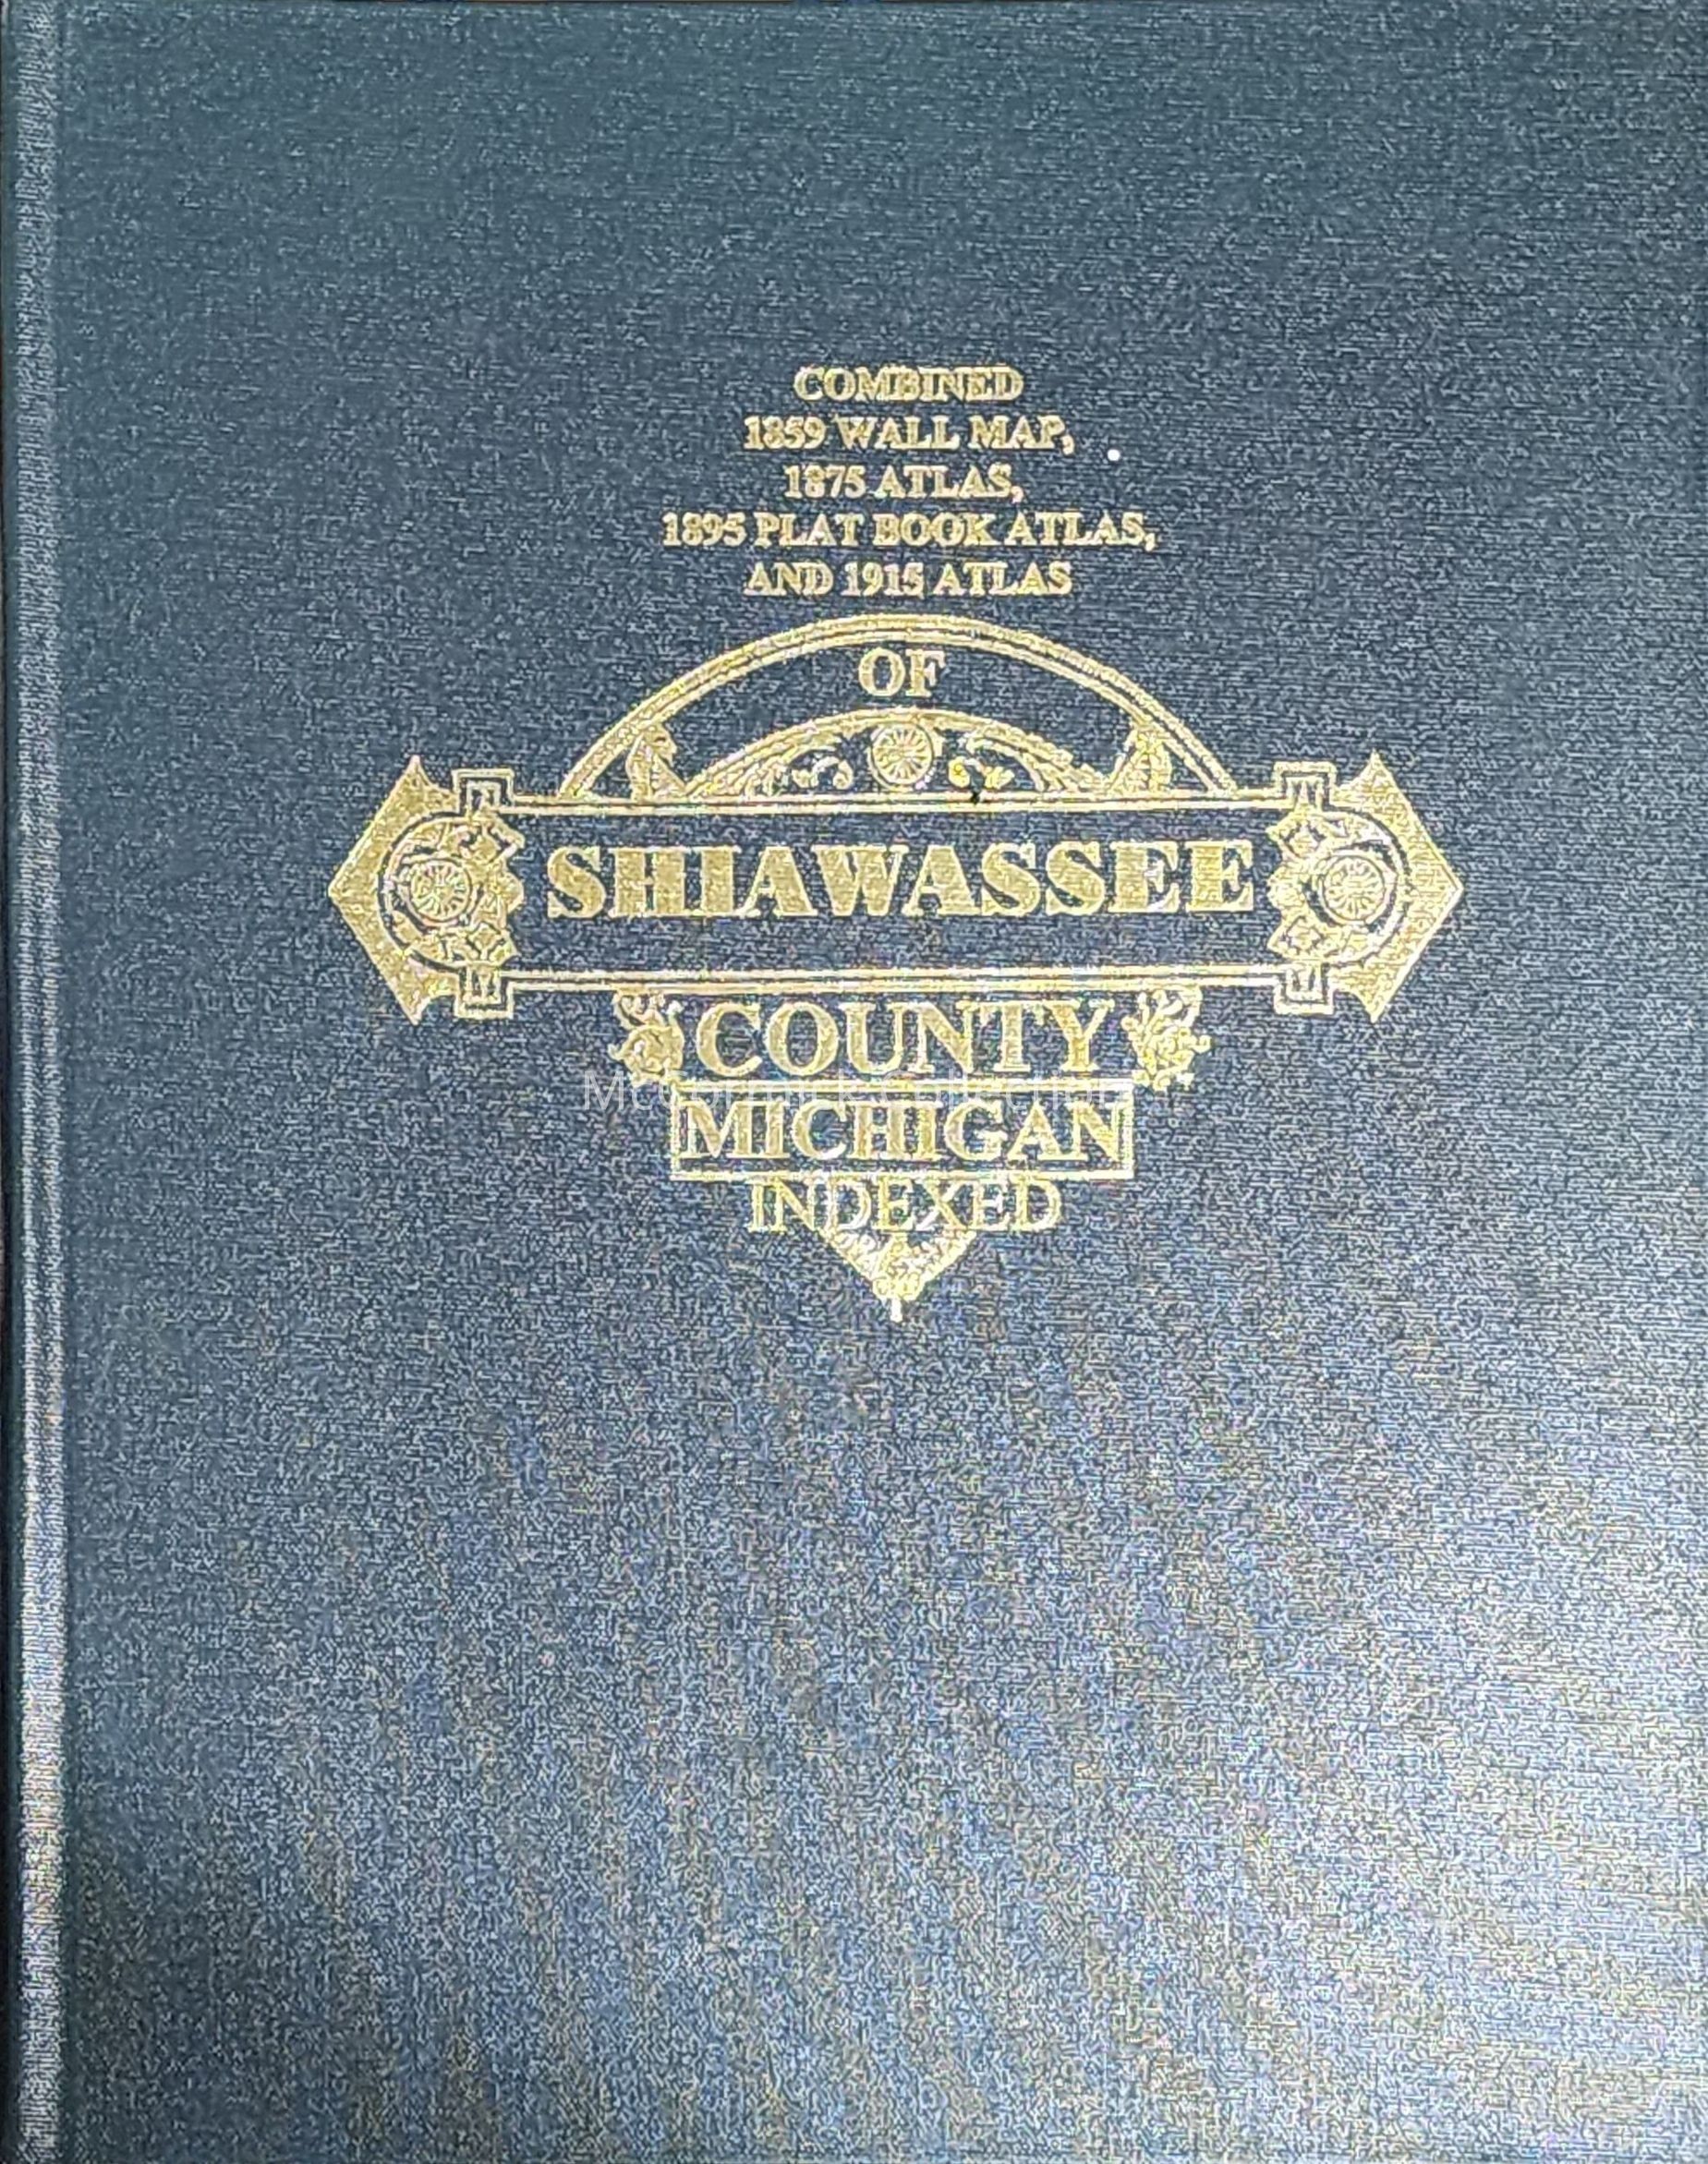 COMBINED
1859 WALL MAP,
1875 ATLAS,
1895 PLAT BOOK ATLAS,
AND 1915 ATLAS
OF
SHIAWASSEE
COUNTY
MICHIGAN
INDEXED